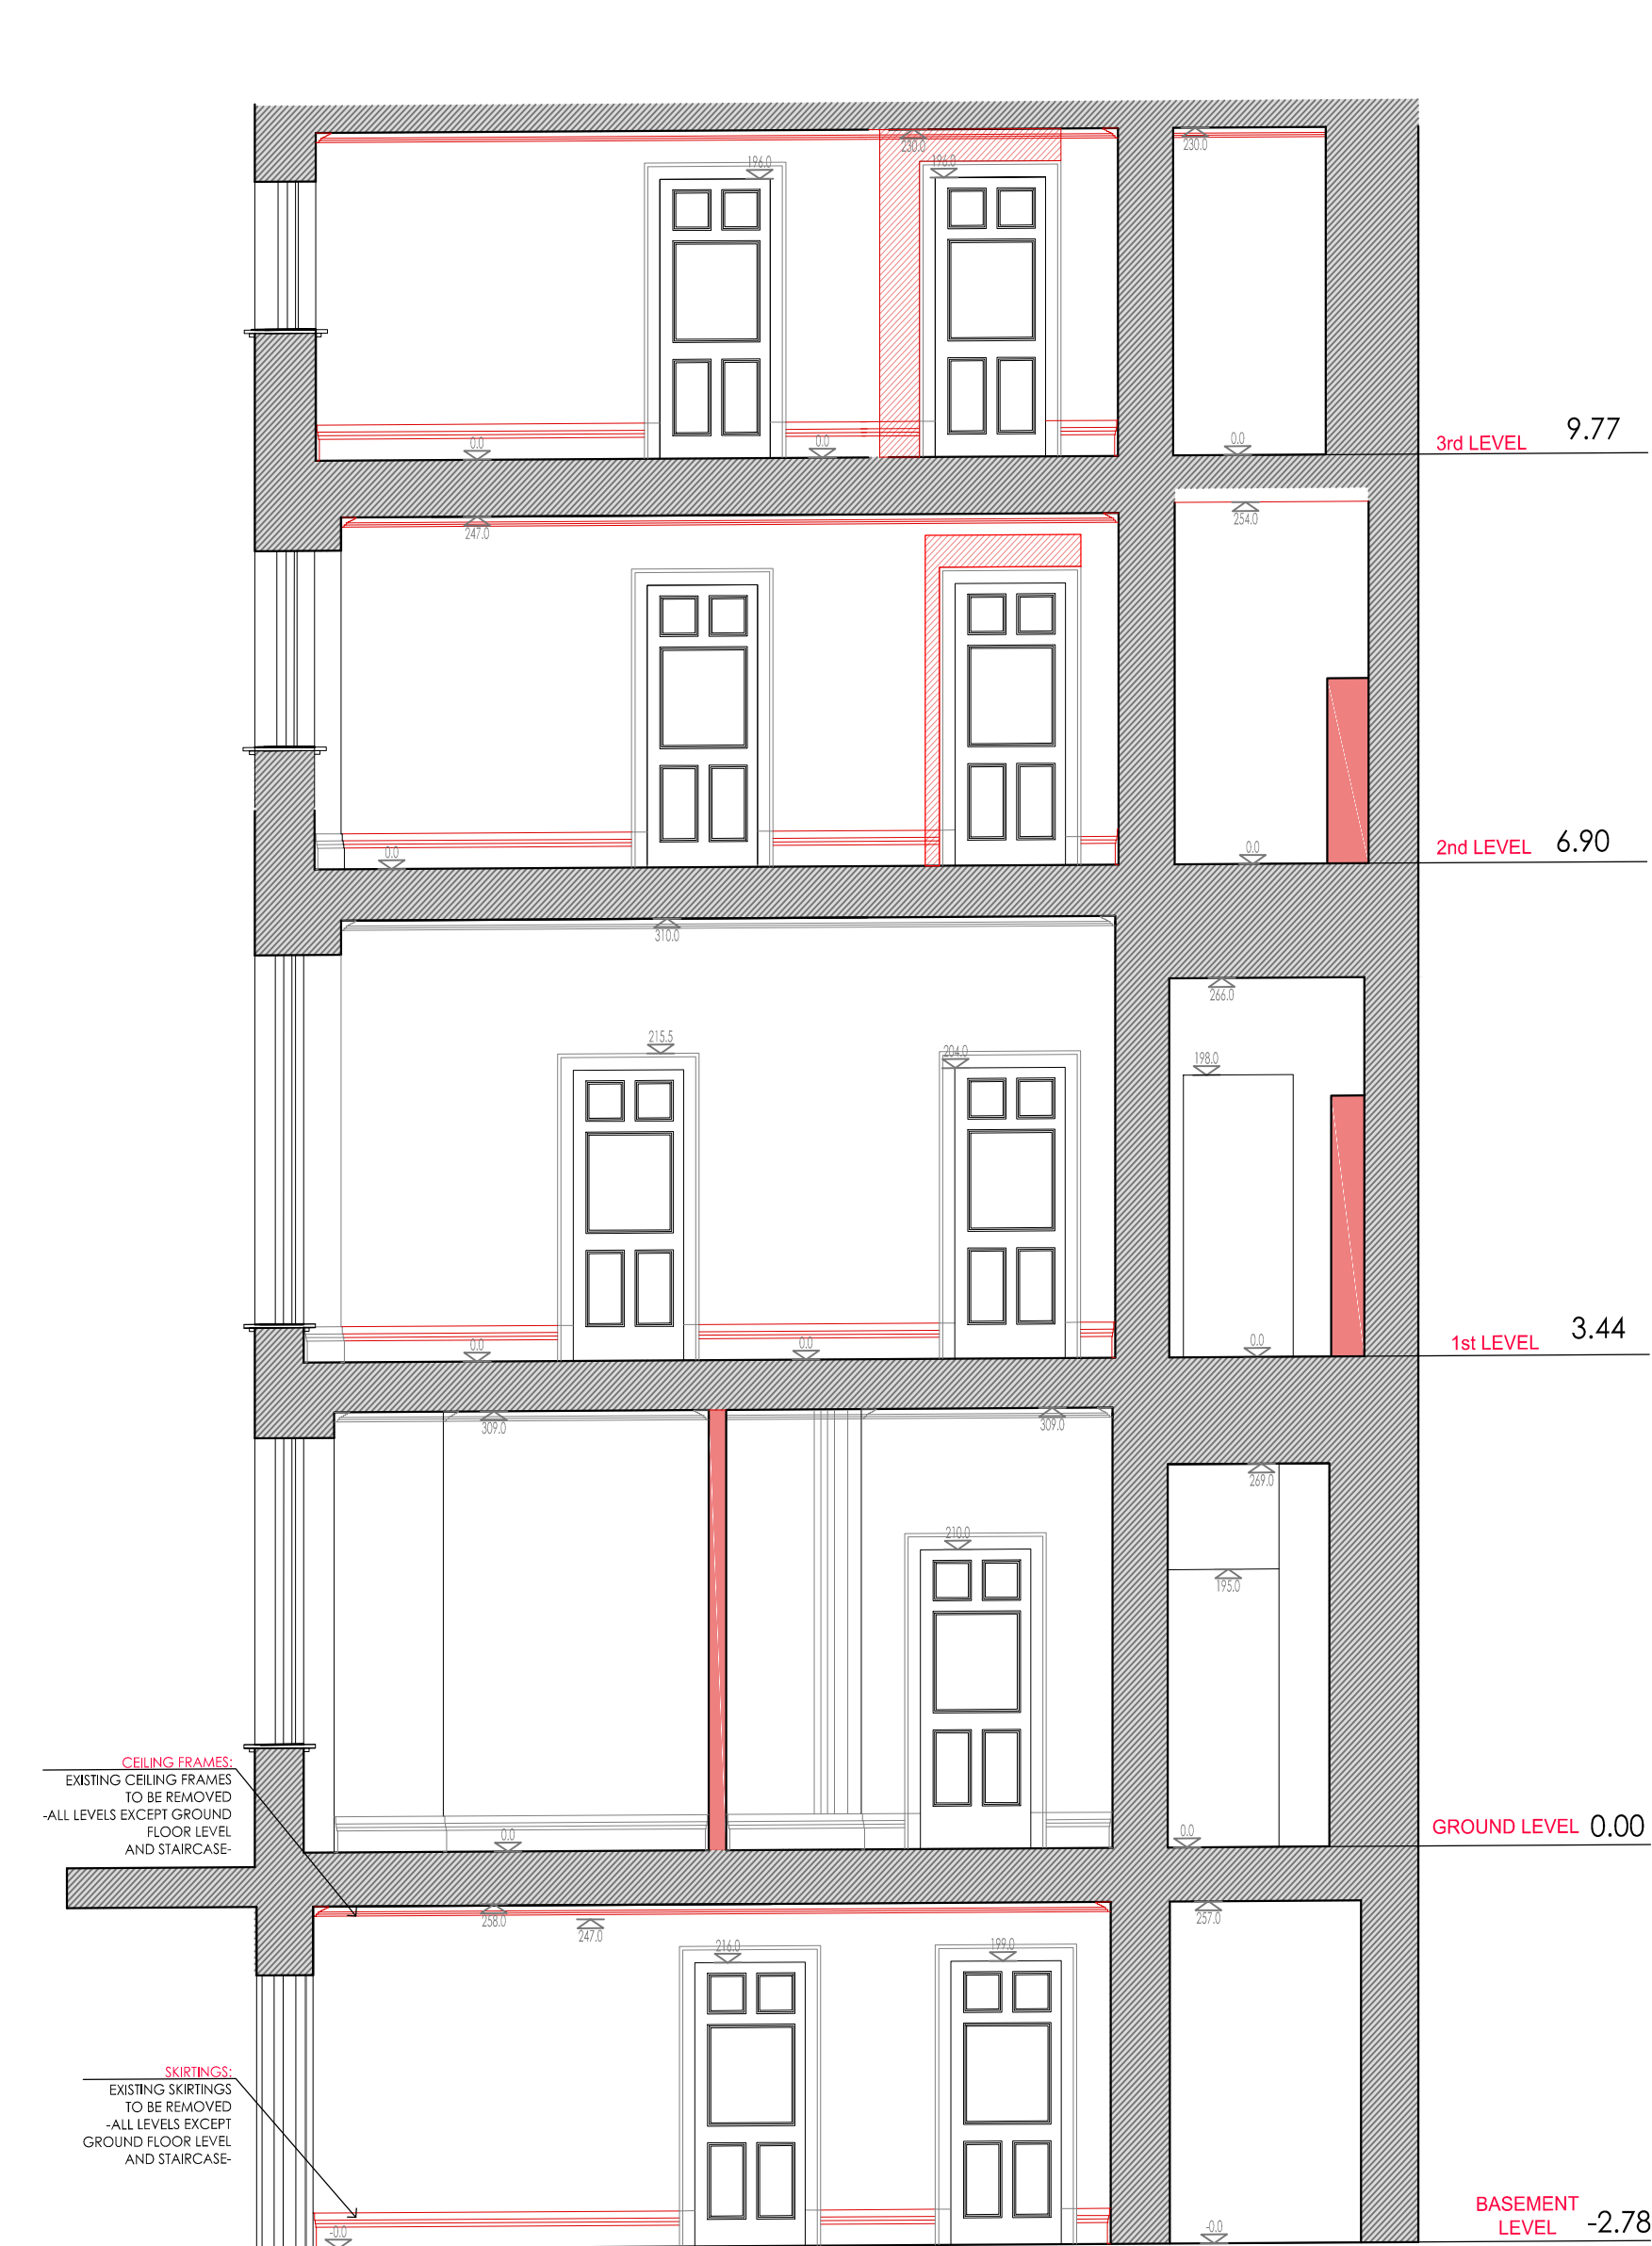 230.0
230.0
196.0
196.0
0.0
0.0
0.0
3rd LEVEL 9.77
247.0
254.0
0.0
0.0
2nd LEVEL 6.90
310.0
266.0
215.5
204.0
198.0
0.0
0.0
0.0
1st LEVEL 3.44
309.0
309.0
269.0
210.0
195.0
CEILING FRAMES:
EXISTING CEILING FRAMES
TO BE REMOVED
-ALL LEVELS EXCEPT GROUND
FLOOR LEVEL
AND STAIRCASE-
0.0
0.0
GROUND LEVEL 0.00
258.0
247.0
257.0
216.0
199.0
SKIRTINGS:
EXISTING SKIRTINGS
TO BE REMOVED
-ALL LEVELS EXCEPT
GROUND FLOOR LEVEL
AND STAIRCASE-
-0.0
-0.0
BASEMENT
LEVEL -2.78